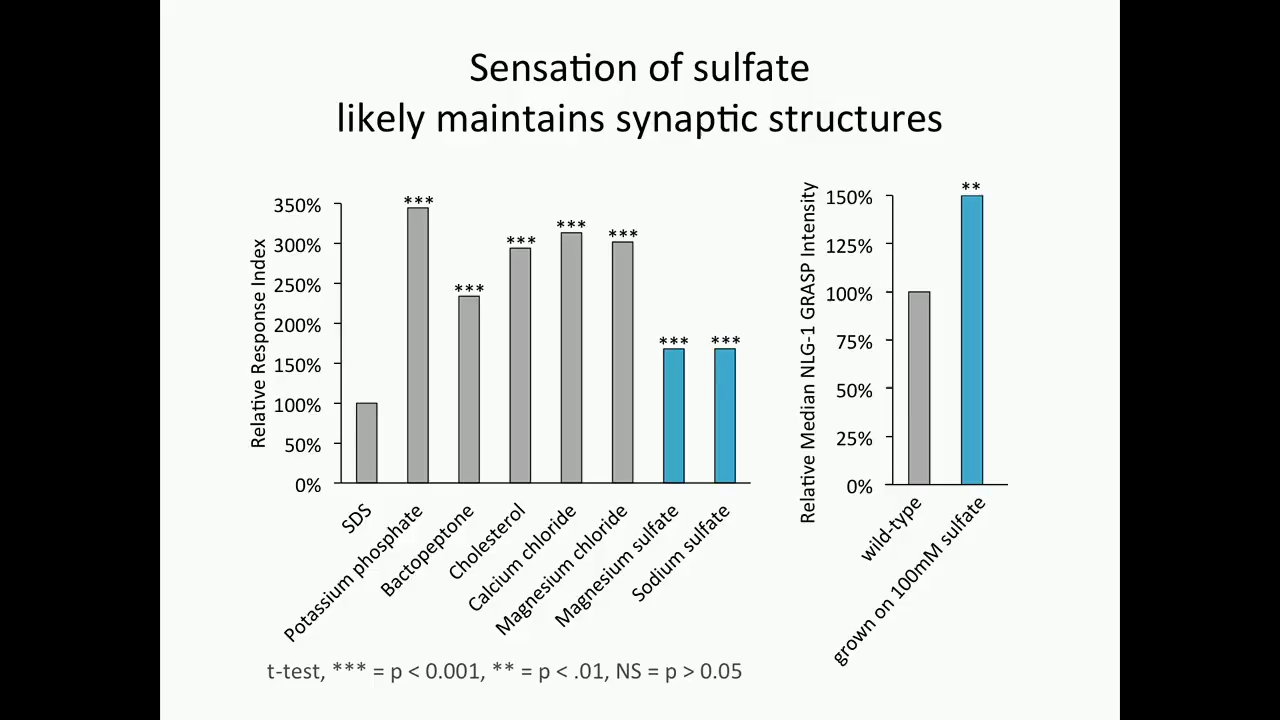 Sensation of sulfate
likely maintains synaptic structures
Relative Response Index
350%
300%
250%
200%
150%
100%
50%
0%
***
***
***
***
***
***
***
SDS
Potassium phosphate
Bactopeptone
Cholesterol
Calcium chloride
Magnesium chloride
Magnesium sulfate
Sodium sulfate
Relative Median NLG-1 GRASP Intensity
150%
125%
100%
75%
50%
25%
0%
**
wild-type
grown on 100mM sulfate
t-test, *** = p < 0.001, ** = p < .01, NS = p > 0.05